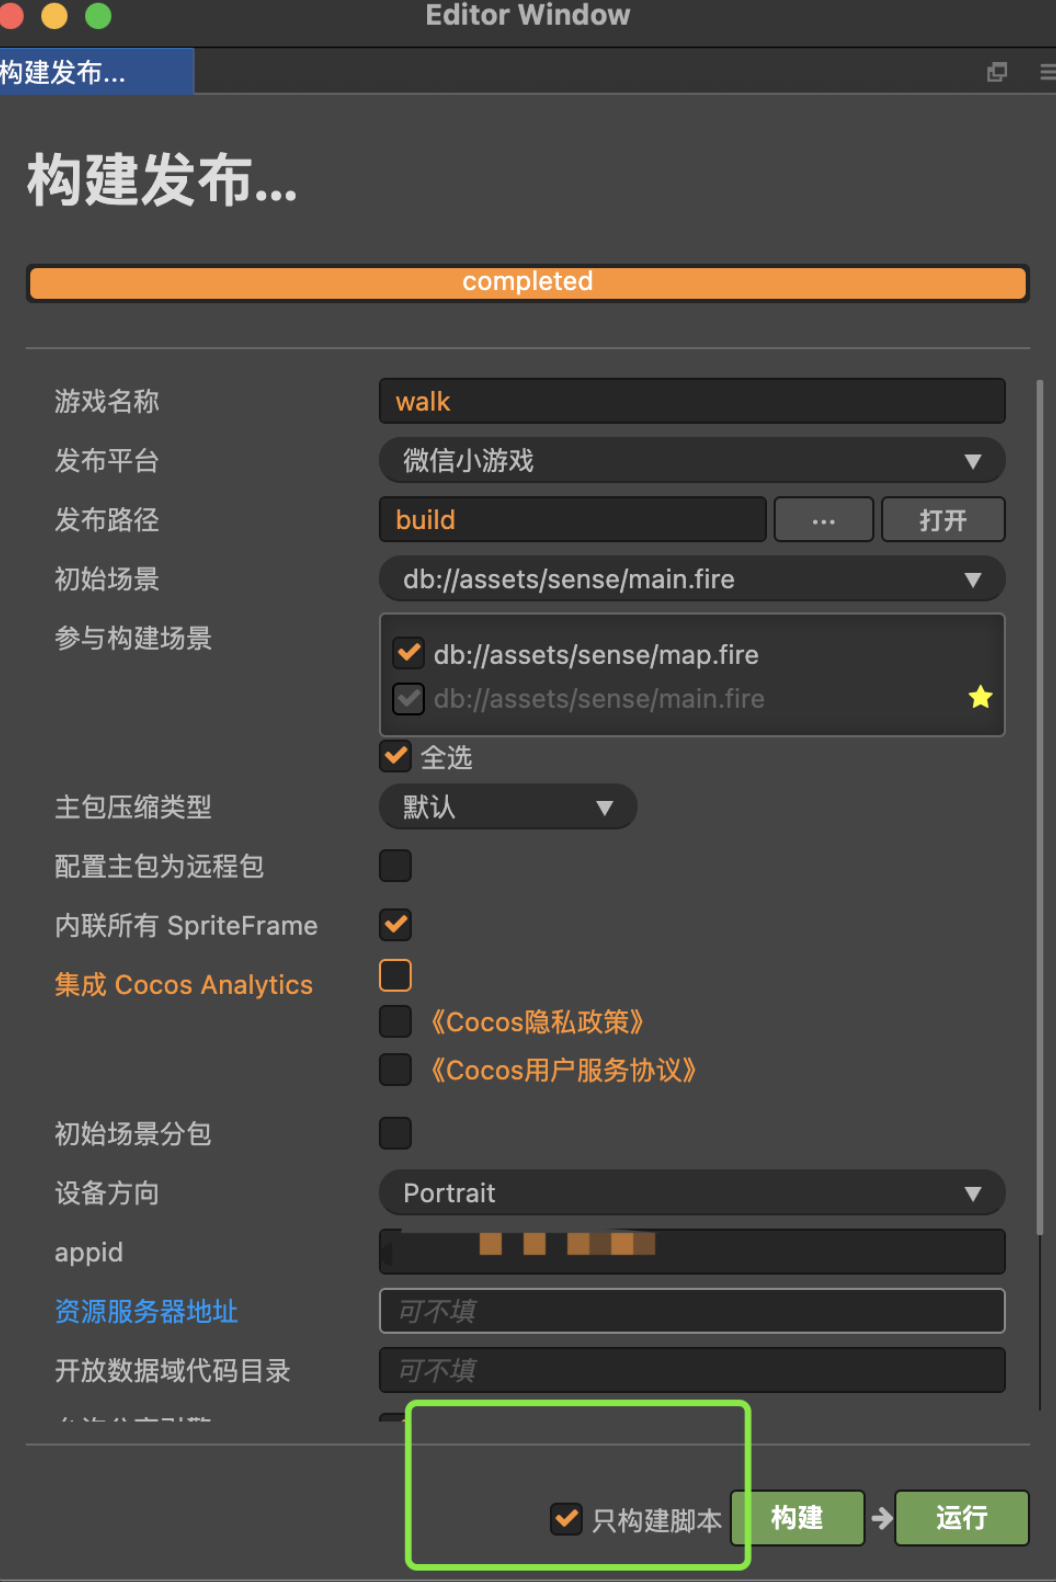 Editor Window
构建发布...
构建发布...
completed
游戏名称 walk
发布平台 微信小游戏
发布路径 build ... 打开
初始场景 db://assets/sense/main.fire
参与构建场景 db://assets/sense/map.fire
db://assets/sense/main.fire
全选
主包压缩类型 默认
配置主包为远程包
内联所有 SpriteFrame
集成 Cocos Analytics
《Cocos隐私政策》
《Cocos用户服务协议》
初始场景分包
设备方向 Portrait
appid
资源服务器地址 可不填
开放数据域代码目录 可不填
只构建脚本 构建 运行